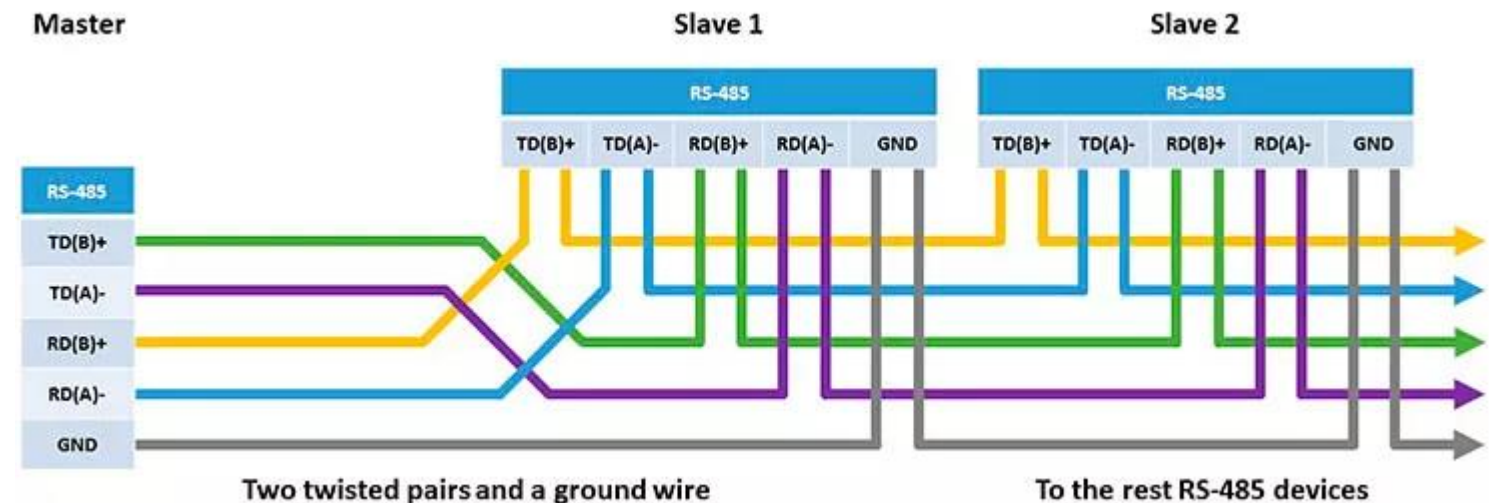 Master
Slave 1
Slave 2
RS-485
RS-485
TD(B)+ TD(A)- RD(B)+ RD(A)- GND
TD(B)+ TD(A)- RD(B)+ RD(A)- GND
RS-485
TD(B)+
TD(A)-
RD(B)+
RD(A)-
GND
Two twisted pairs and a ground wire
To the rest RS-485 devices